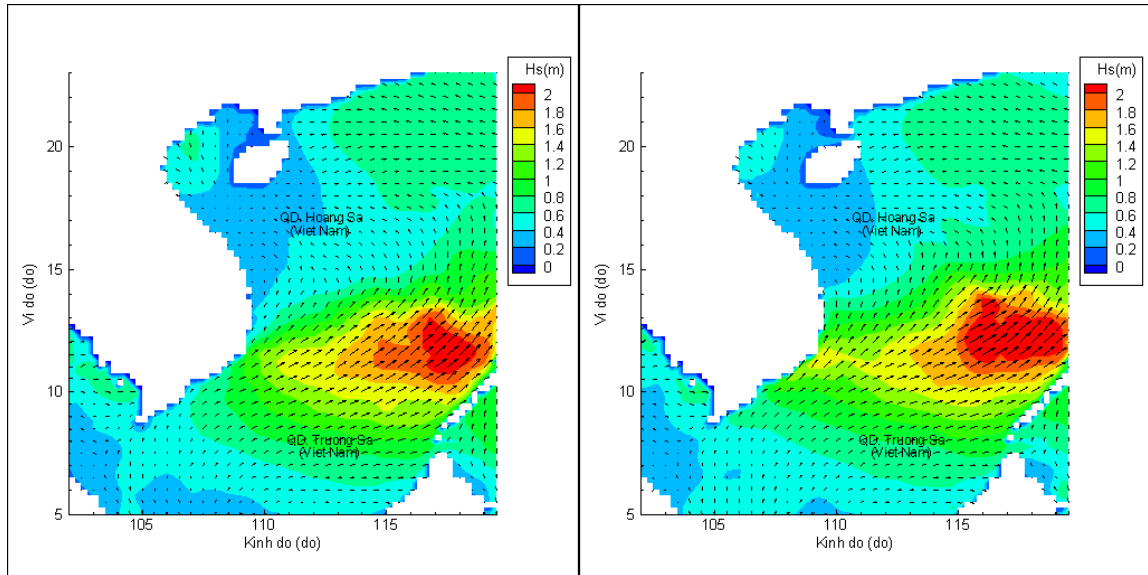 Hs(m)
2
1.8
1.6
1.4
1.2
1
0.8
0.6
0.4
0.2
0
20
15
10
5
Vi do (do)
105
110
115
Kinh do (do)
QD. Hoang Sa
(Viet Nam)
QD. Truong Sa
(Viet Nam)
Hs(m)
2
1.8
1.6
1.4
1.2
1
0.8
0.6
0.4
0.2
0
20
15
10
5
Vi do (do)
105
110
115
Kinh do (do)
QD. Hoang Sa
(Viet Nam)
QD. Truong Sa
(Viet Nam)